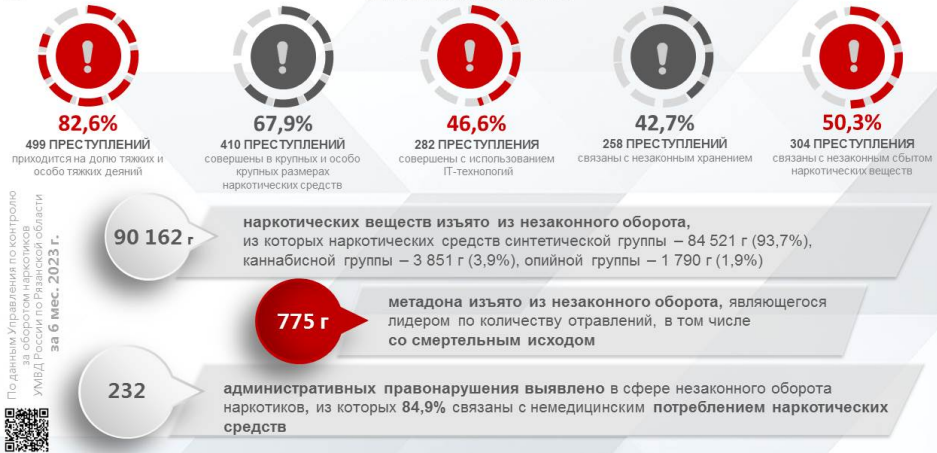 82,6%
499 ПРЕСТУПЛЕНИЙ
приходится на долю тяжких и
особо тяжких деяний
67,9%
410 ПРЕСТУПЛЕНИЙ
совершены в крупных и особо
крупных размерах
наркотических средств
46,6%
282 ПРЕСТУПЛЕНИЙ
совершены с использованием
IT-технологий
42,7%
258 ПРЕСТУПЛЕНИЙ
связаны с незаконным хранением
50,3%
304 ПРЕСТУПЛЕНИЙ
связаны с незаконным сбытом
наркотических веществ
По данным Управления по контролю
за оборотом наркотиков
УМВД России по Рязанской области
за 6 мес. 2023 г.
90 162 г
наркотических веществ изъято из незаконного оборота,
из которых наркотических средств синтетической группы – 84 521 г (93,7%),
каннабисной группы – 3 851 г (3,9%), опийной группы – 1 790 г (1,9%)
775 г
метадона изъято из незаконного оборота, являющегося
лидером по количеству отравлений, в том числе
со смертельным исходом
232
административных правонарушения выявлено в сфере незаконного оборота
наркотиков, из которых 84,9% связаны с немедицинским потреблением наркотических
средств